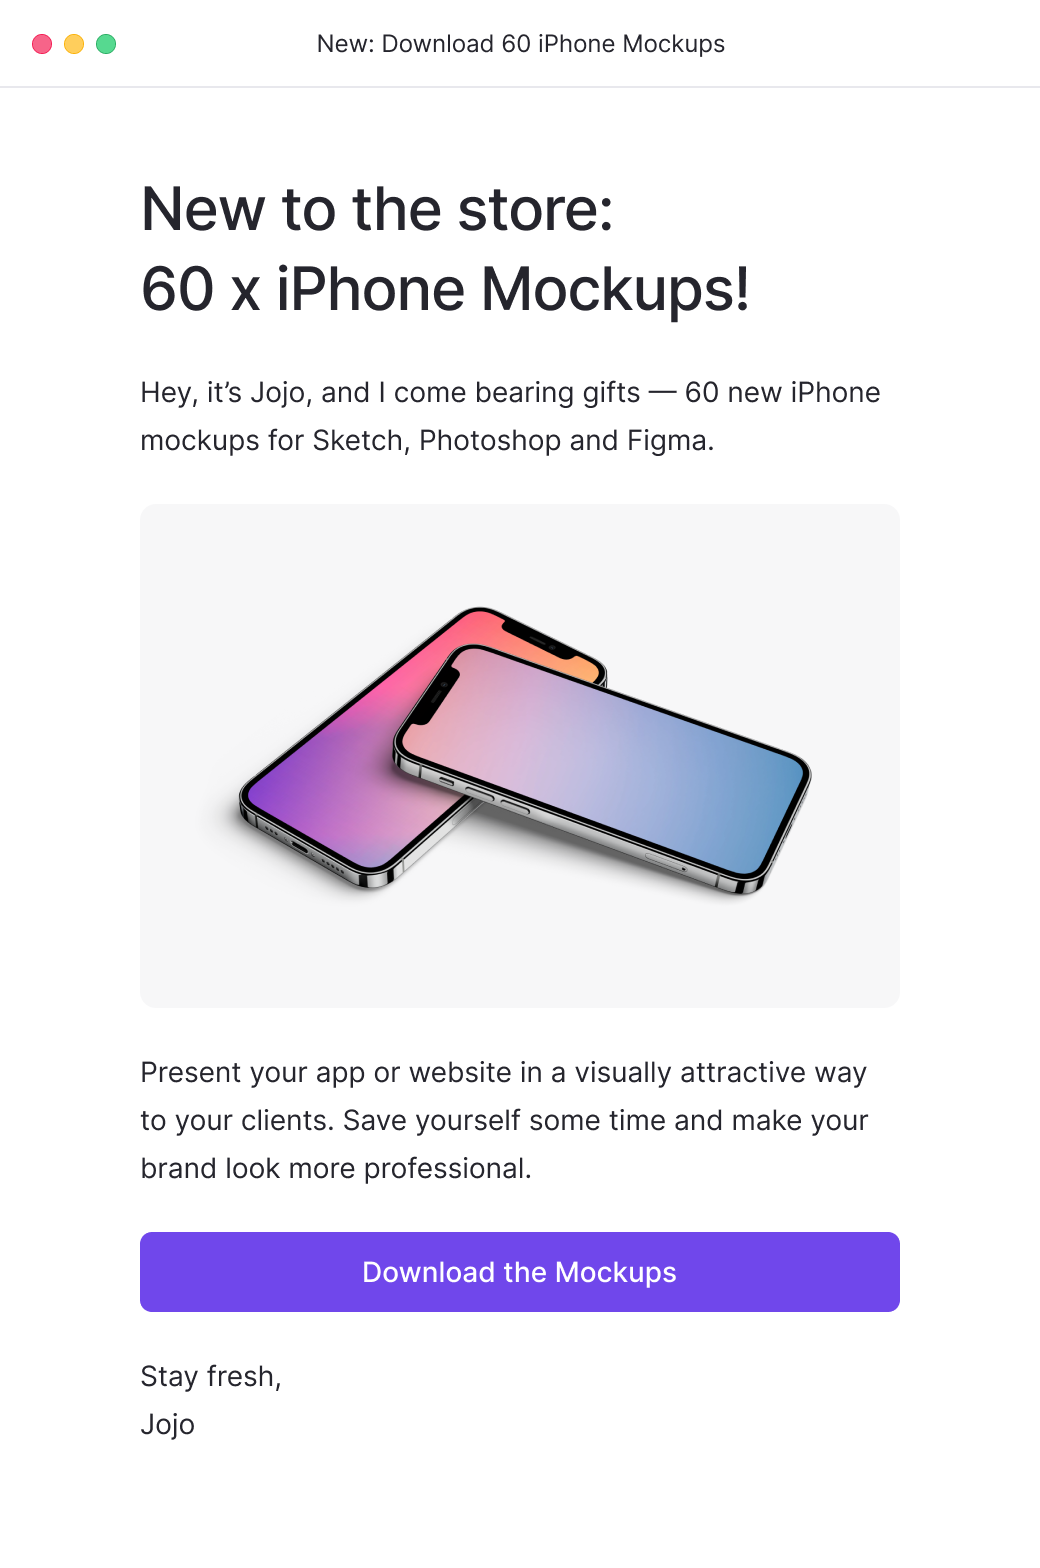 New: Download 60 iPhone Mockups
New to the store:
60 x iPhone Mockups!
Hey, it’s Jojo, and I come bearing gifts — 60 new iPhone
mockups for Sketch, Photoshop and Figma.
Present your app or website in a visually attractive way
to your clients. Save yourself some time and make your
brand look more professional.
Download the Mockups
Stay fresh,
Jojo